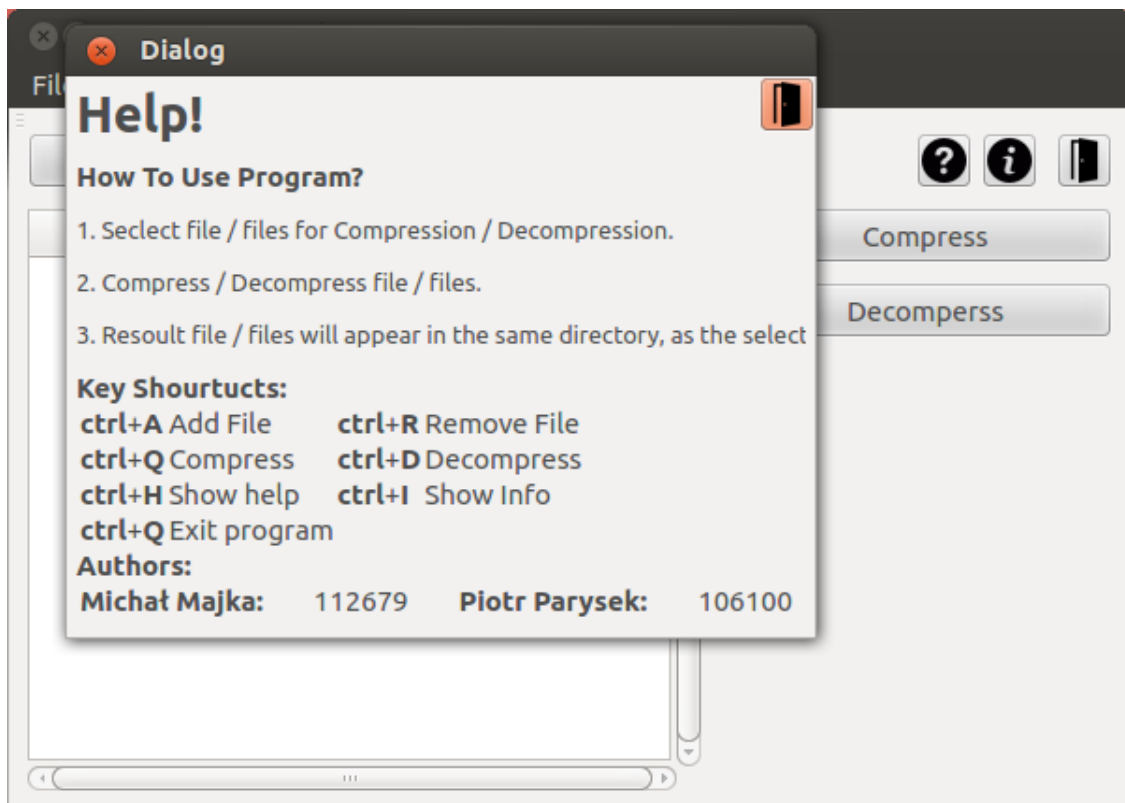 Dialog
Fil
Help!
How To Use Program?
1. Seclect file / files for Compression / Decompression.
2. Compress / Decompress file / files.
3. Resoult file / files will appear in the same directory, as the select
Key Shourtucts:
ctrl+A Add File ctrl+R Remove File
ctrl+Q Compress ctrl+D Decompress
ctrl+H Show help ctrl+I Show Info
ctrl+Q Exit program
Authors:
Michał Majka: 112679 Piotr Parysek: 106100
Compress
Decomperss